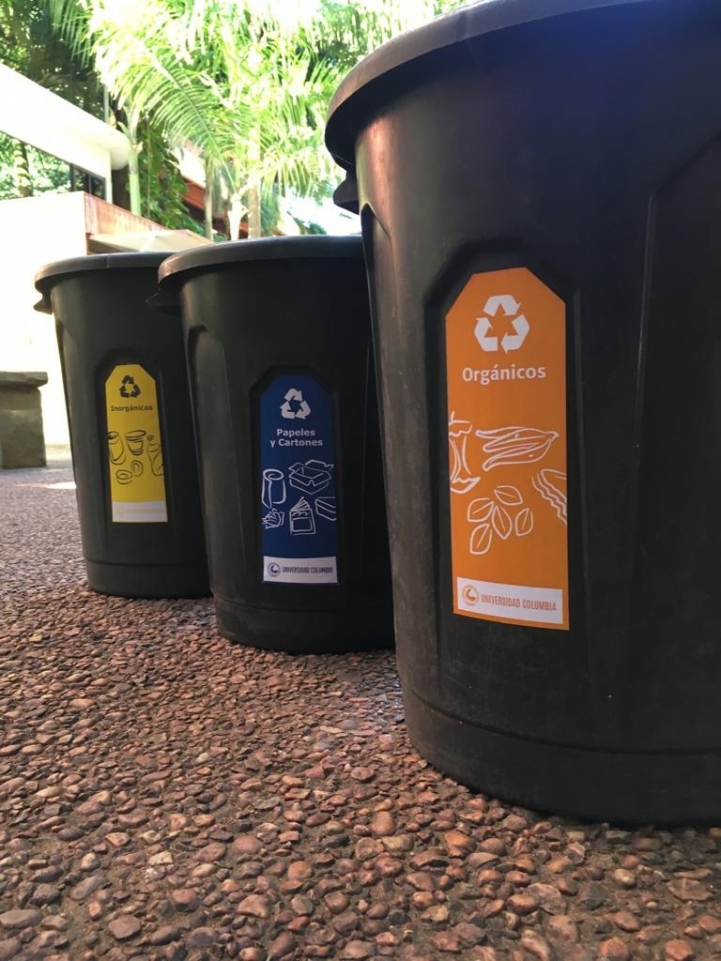 Inorgánicos
Papeles
y Cartones
UNIVERSIDAD COLUMBIA
Orgánicos
UNIVERSIDAD COLUMBIA